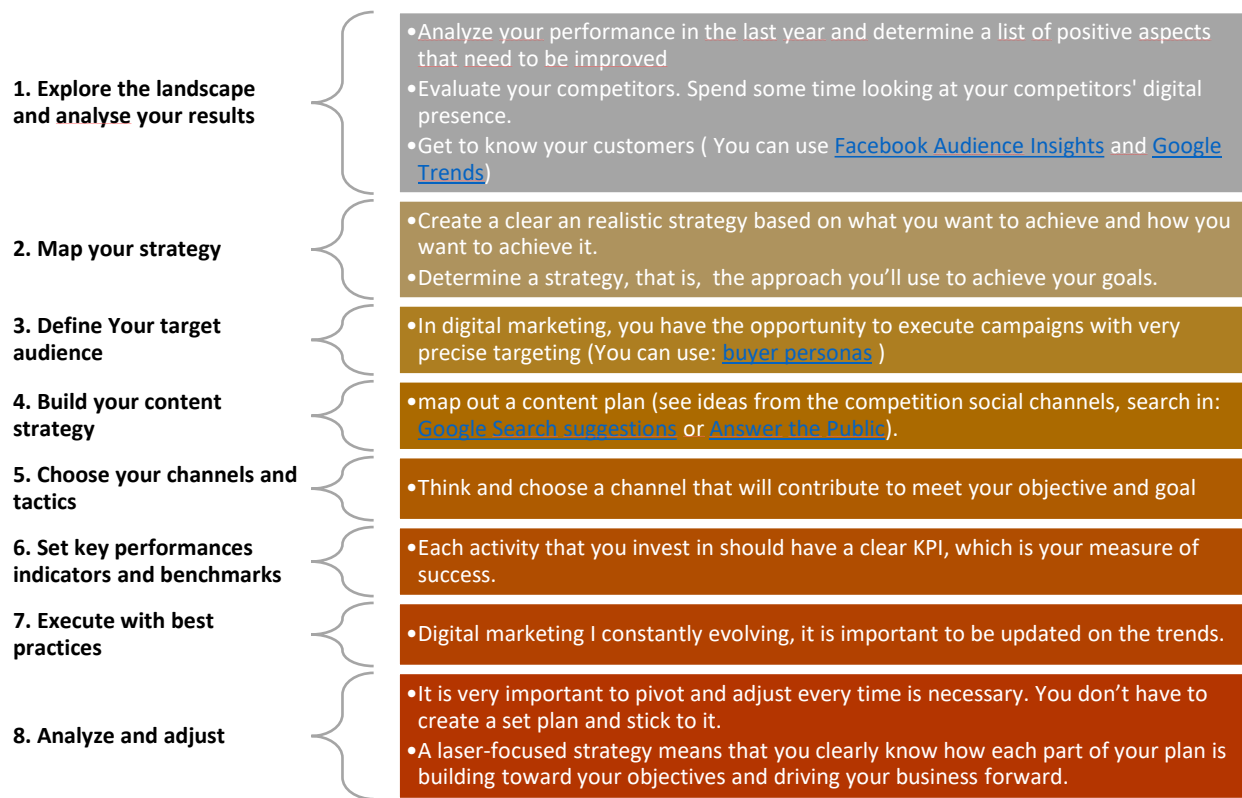 1. Explore the landscape
and analyse your results
•Analyze your performance in the last year and determine a list of positive aspects
that need to be improved
•Evaluate your competitors. Spend some time looking at your competitors' digital
presence.
•Get to know your customers ( You can use Facebook Audience Insights and Google
Trends)
2. Map your strategy
•Create a clear an realistic strategy based on what you want to achieve and how you
want to achieve it.
•Determine a strategy, that is,  the approach you’ll use to achieve your goals.
3. Define Your target
audience
•In digital marketing, you have the opportunity to execute campaigns with very
precise targeting (You can use: buyer personas )
4. Build your content
strategy
•map out a content plan (see ideas from the competition social channels, search in:
Google Search suggestions or Answer the Public).
5. Choose your channels and
tactics
•Think and choose a channel that will contribute to meet your objective and goal
6. Set key performances
indicators and benchmarks
•Each activity that you invest in should have a clear KPI, which is your measure of
success.
7. Execute with best
practices
•Digital marketing I constantly evolving, it is important to be updated on the trends.
8. Analyze and adjust
•It is very important to pivot and adjust every time is necessary. You don’t have to
create a set plan and stick to it.
•A laser-focused strategy means that you clearly know how each part of your plan is
building toward your objectives and driving your business forward.